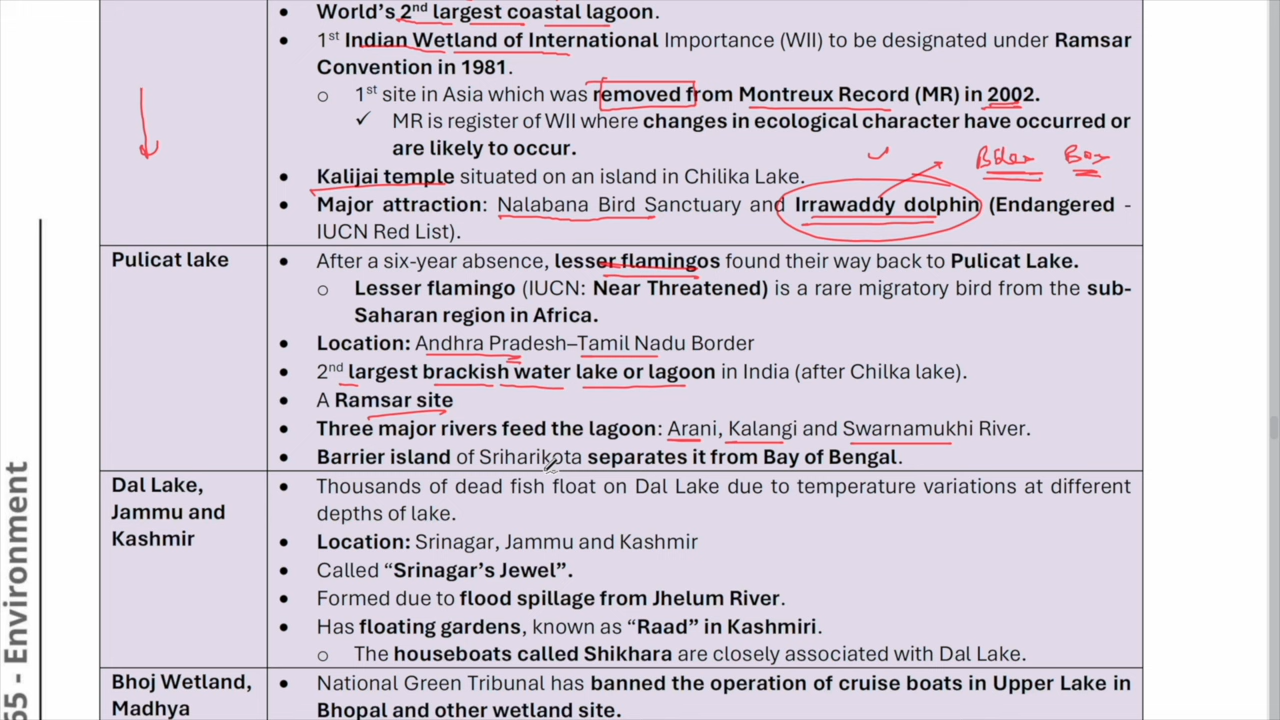 World's 2nd largest coastal lagoon.
1st Indian Wetland of International Importance (WII) to be designated under Ramsar
Convention in 1981.
1st site in Asia which was removed from Montreux Record (MR) in 2002.
MR is register of WII where changes in ecological character have occurred or
are likely to occur.
Kalijai temple situated on an island in Chilika Lake.
Major attraction: Nalabana Bird Sanctuary and Irrawaddy dolphin (Endangered -
IUCN Red List).
Pulicat lake
After a six-year absence, lesser flamingos found their way back to Pulicat Lake.
Lesser flamingo (IUCN: Near Threatened) is a rare migratory bird from the sub-
Saharan region in Africa.
Location: Andhra Pradesh–Tamil Nadu Border
2nd largest brackish water lake or lagoon in India (after Chilka lake).
A Ramsar site
Three major rivers feed the lagoon: Arani, Kalangi and Swarnamukhi River.
Barrier island of Sriharikota separates it from Bay of Bengal.
Dal Lake,
Jammu and
Kashmir
Thousands of dead fish float on Dal Lake due to temperature variations at different
depths of lake.
Location: Srinagar, Jammu and Kashmir
Called “Srinagar's Jewel”.
Formed due to flood spillage from Jhelum River.
Has floating gardens, known as “Raad” in Kashmiri.
The houseboats called Shikhara are closely associated with Dal Lake.
Bhoj Wetland,
Madhya
National Green Tribunal has banned the operation of cruise boats in Upper Lake in
Bhopal and other wetland site.
55 - Environment